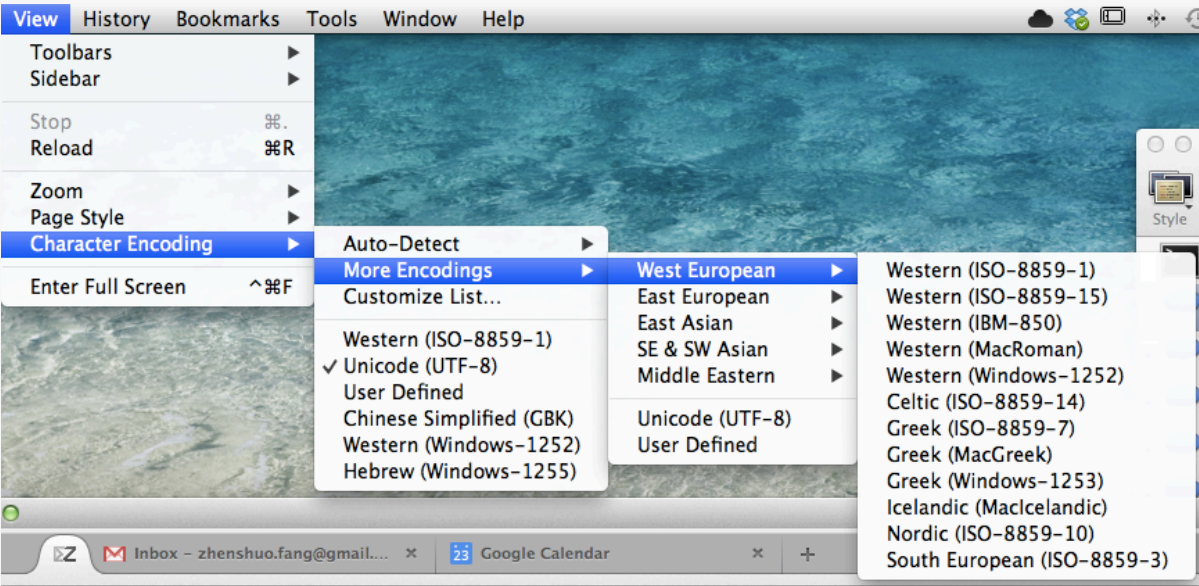 View History Bookmarks Tools Window Help
Toolbars
Sidebar
Stop ⌘.
Reload ⌘R
Zoom
Page Style
Character Encoding
Enter Full Screen ^⌘F
Auto-Detect
More Encodings
Customize List...
Western (ISO-8859-1)
✓ Unicode (UTF-8)
User Defined
Chinese Simplified (GBK)
Western (Windows-1252)
Hebrew (Windows-1255)
West European
East European
East Asian
SE & SW Asian
Middle Eastern
Unicode (UTF-8)
User Defined
Western (ISO-8859-1)
Western (ISO-8859-15)
Western (IBM-850)
Western (MacRoman)
Western (Windows-1252)
Celtic (ISO-8859-14)
Greek (ISO-8859-7)
Greek (MacGreek)
Greek (Windows-1253)
Icelandic (MacIcelandic)
Nordic (ISO-8859-10)
South European (ISO-8859-3)
Style
Inbox - zhenshuo.fang@gmail.... × 23 Google Calendar × +